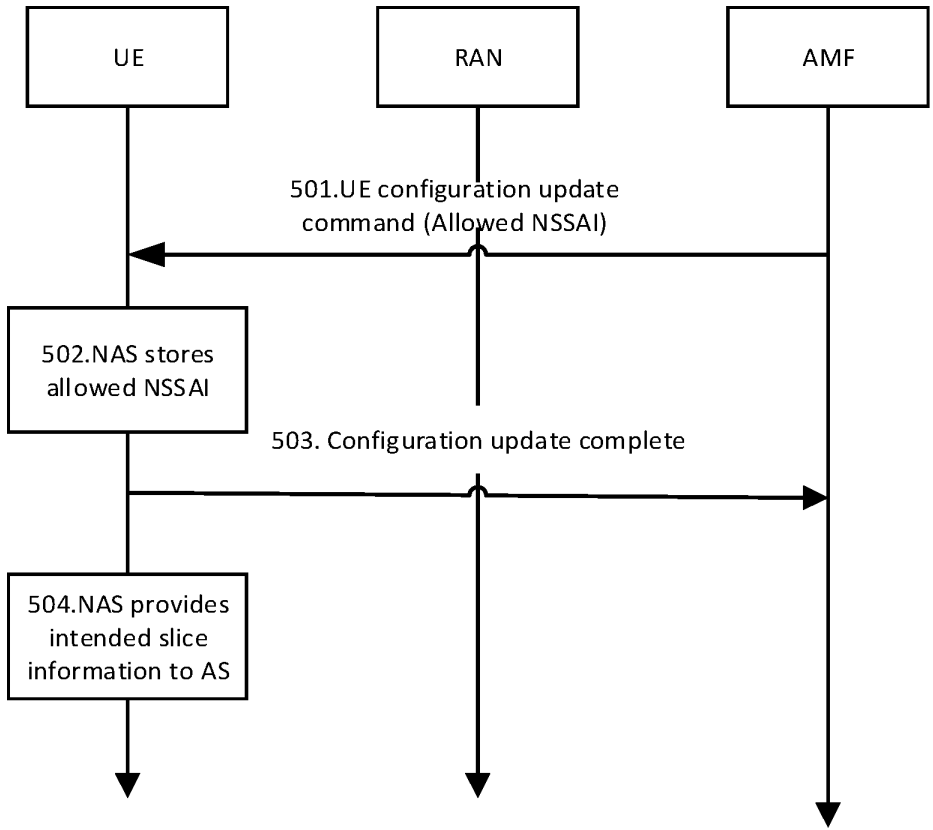 UE
RAN
AMF
501.UE configuration update
command (Allowed NSSAI)
502.NAS stores
allowed NSSAI
503. Configuration update complete
504.NAS provides
intended slice
information to AS